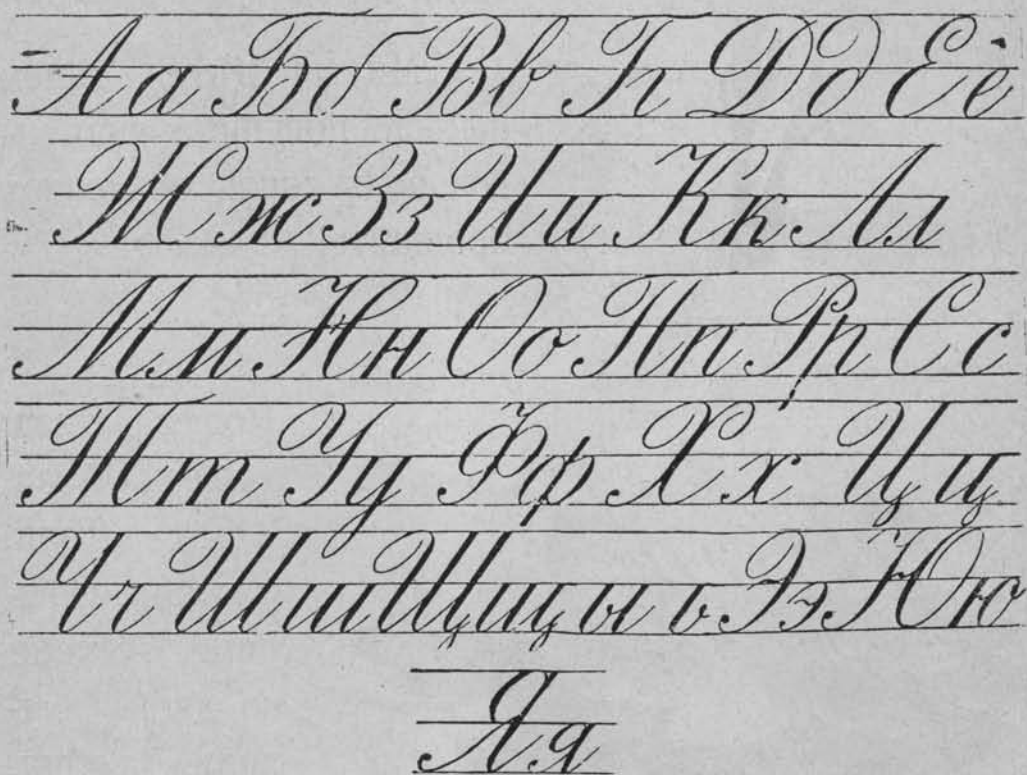 Аа Бб Вв Гг Дд Ее
Жж Зз Ии Кк Лл
Мм Нн Оо Пп Рр Сс
Тт Уу Фф Хх Цц
Чч Шш Щщ ы ь Ээ Юю
Яя